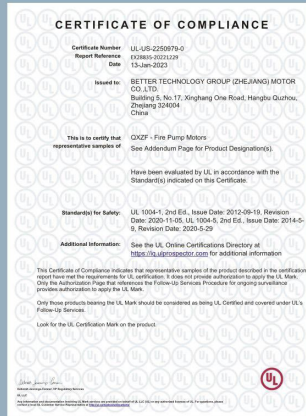 CERTIFICATE OF COMPLIANCE
Certificate Number UL-US-2250979-0
Report Reference EX28835-20221229
Date 13-Jan-2023
Issued to: BETTER TECHNOLOGY GROUP (ZHEJIANG) MOTOR
CO.,LTD.
Building 5, No.17, Xinghang One Road, Hangbu Quzhou,
Zhejiang 324004
China
This is to certify that QXZF - Fire Pump Motors
representative samples of See Addendum Page for Product Designation(s).
Have been evaluated by UL in accordance with the
Standard(s) indicated on this Certificate.
Standard(s) for Safety: UL 1004-1, 2nd Ed., Issue Date: 2012-09-19, Revision
Date: 2020-11-05, UL 1004-5, 2nd Ed., Issue Date: 2014-5-
9, Revision Date: 2020-5-29
Additional Information: See the UL Online Certifications Directory at
https://iq.ulprospector.com for additional information
This Certificate of Compliance indicates that representative samples of the product described in the certification
report have met the requirements for UL certification. It does not provide authorization to apply the UL Mark.
Only the Authorization Page that references the Follow-Up Services Procedure for ongoing surveillance
provides authorization to apply the UL Mark.
Only those products bearing the UL Mark should be considered as being UL Certified and covered under UL's
Follow-Up Services.
Look for the UL Certification Mark on the product.
UL